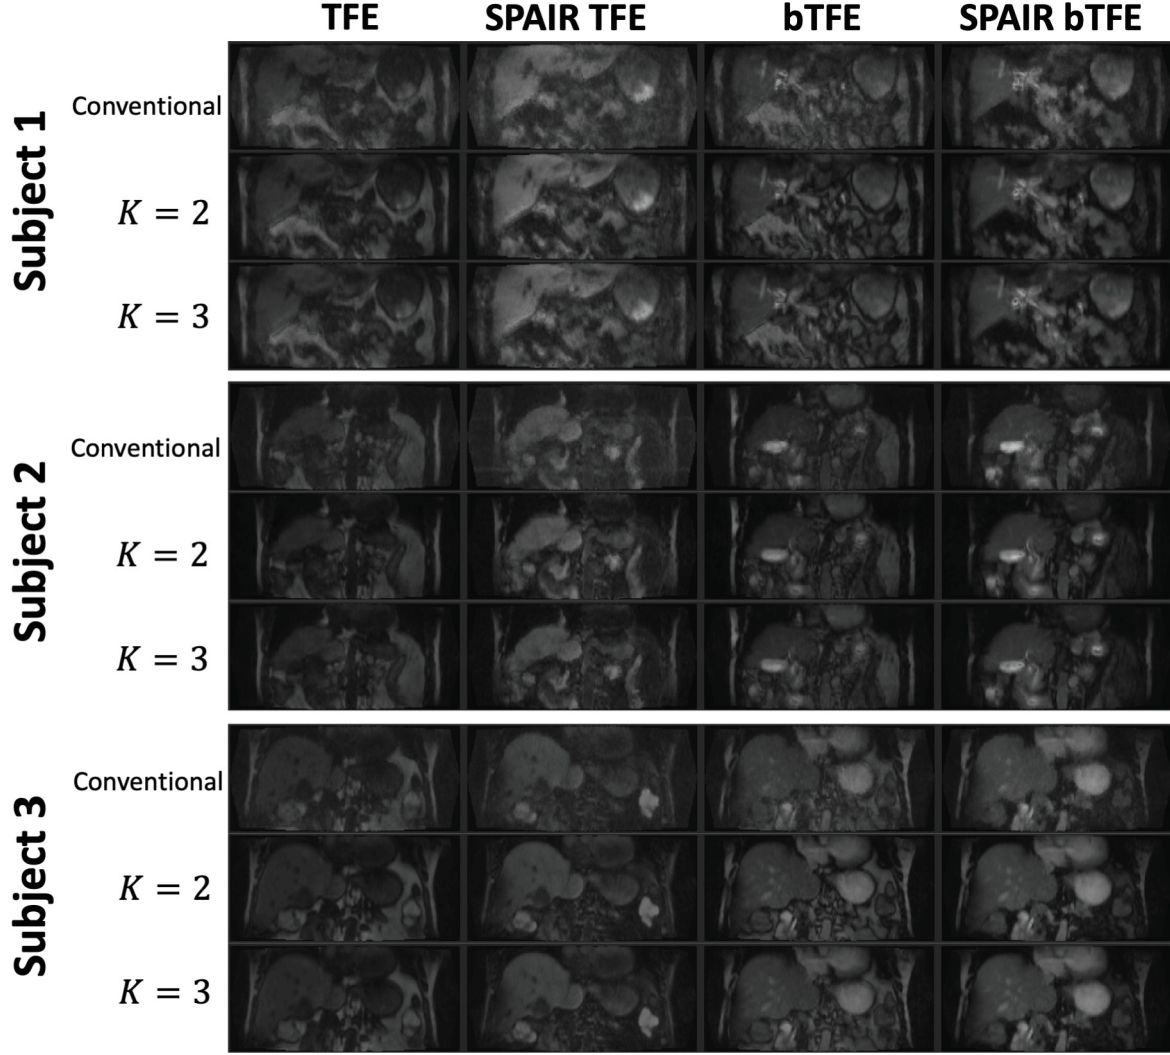 TFE SPAIR TFE bTFE SPAIR bTFE
Subject 1
Conventional
K = 2
K = 3
Subject 2
Conventional
K = 2
K = 3
Subject 3
Conventional
K = 2
K = 3